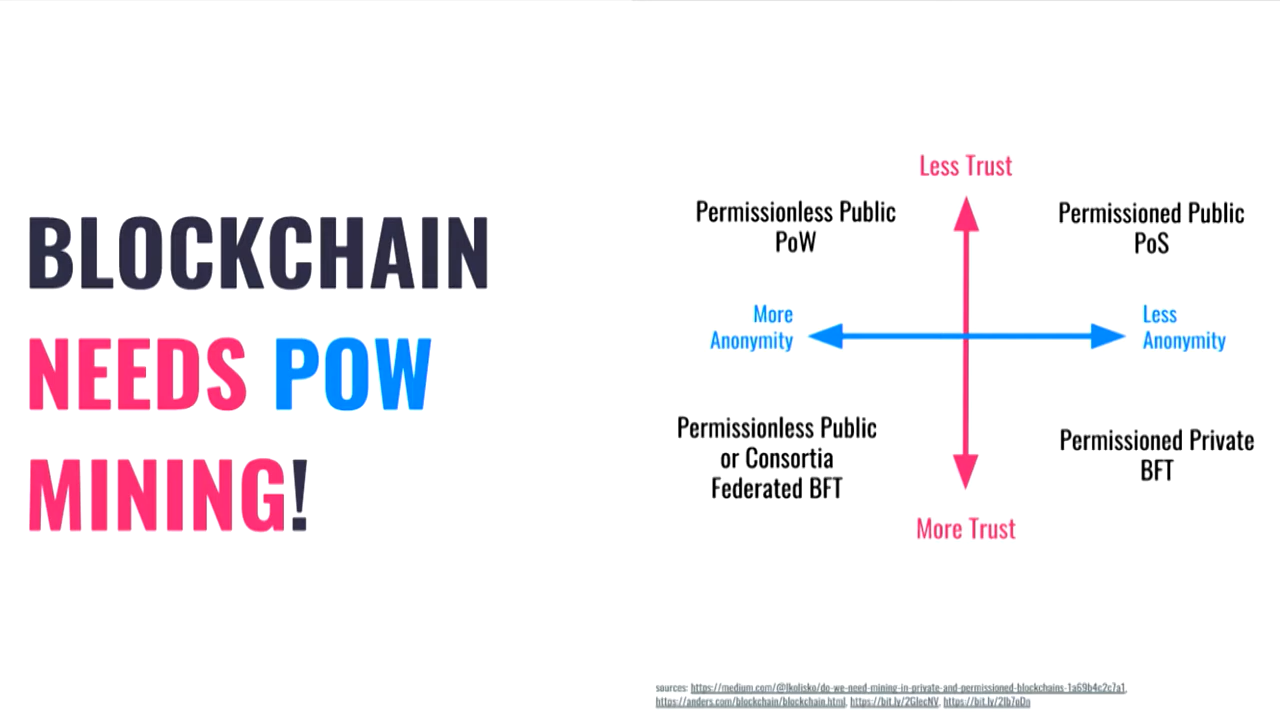 BLOCKCHAIN
NEEDS POW
MINING!
Less Trust
Permissionless Public
PoW
Permissioned Public
PoS
More
Anonymity
Less
Anonymity
Permissionless Public
or Consortia
Federated BFT
Permissioned Private
BFT
More Trust
sources: https://medium.com/@lkolisko/do-we-need-mining-in-private-and-permissioned-blockchains-1a69b4c2c7a1,
https://anders.com/blockchain/blockchain.html,